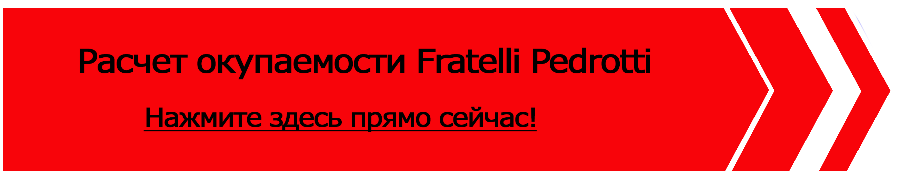 Расчет окупаемости Fratelli Pedrotti
Нажмите здесь прямо сейчас!